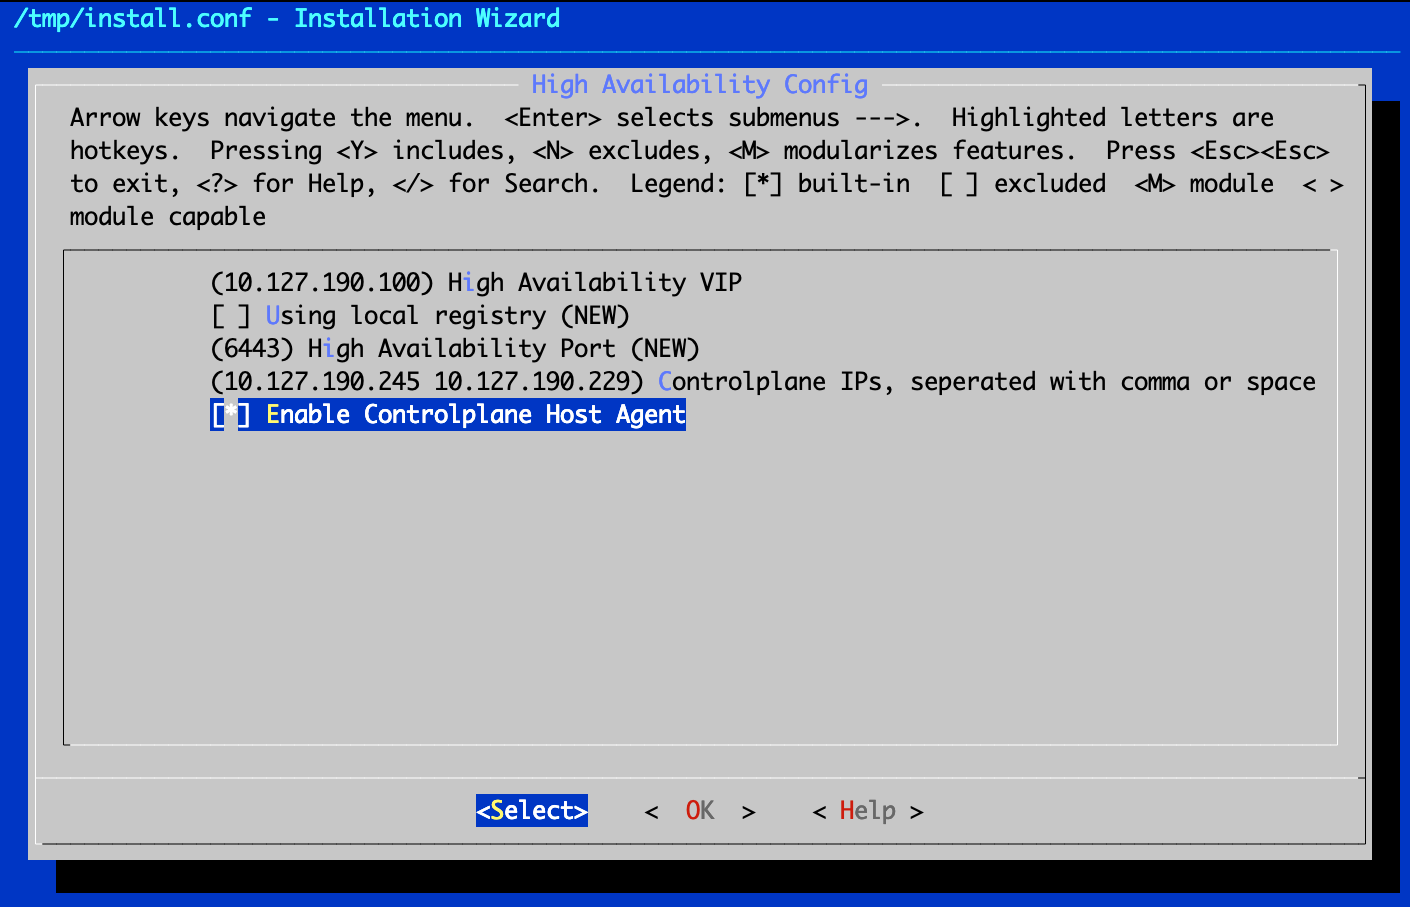 /tmp/install.conf - Installation Wizard
High Availability Config
Arrow keys navigate the menu.  <Enter> selects submenus --->.  Highlighted letters are
hotkeys.  Pressing <Y> includes, <N> excludes, <M> modularizes features.  Press <Esc><Esc>
to exit, <?> for Help, </> for Search.  Legend: [*] built-in  [ ] excluded  <M> module  < >
module capable
(10.127.190.100) High Availability VIP
[ ] Using local registry (NEW)
(6443) High Availability Port (NEW)
(10.127.190.245 10.127.190.229) Controlplane IPs, seperated with comma or space
[*] Enable Controlplane Host Agent
<Select>    <  OK  >    < Help >